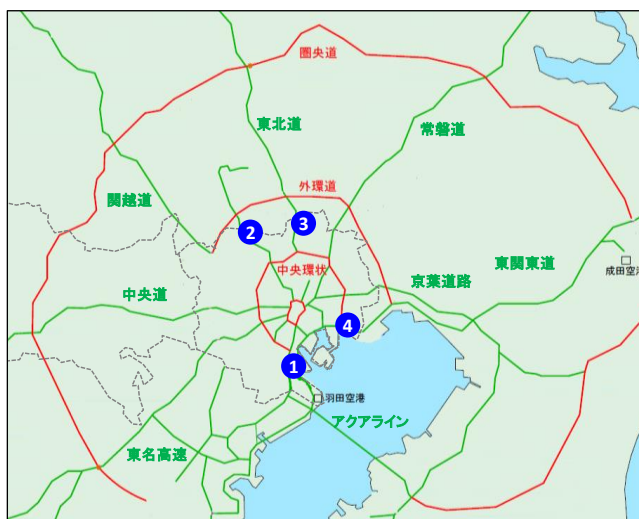 圏央道
東北道
常磐道
関越道
外環道
2
3
中央環状
東関東道
成田空港
京葉道路
中央道
4
1
羽田空港
アクアライン
東名高速